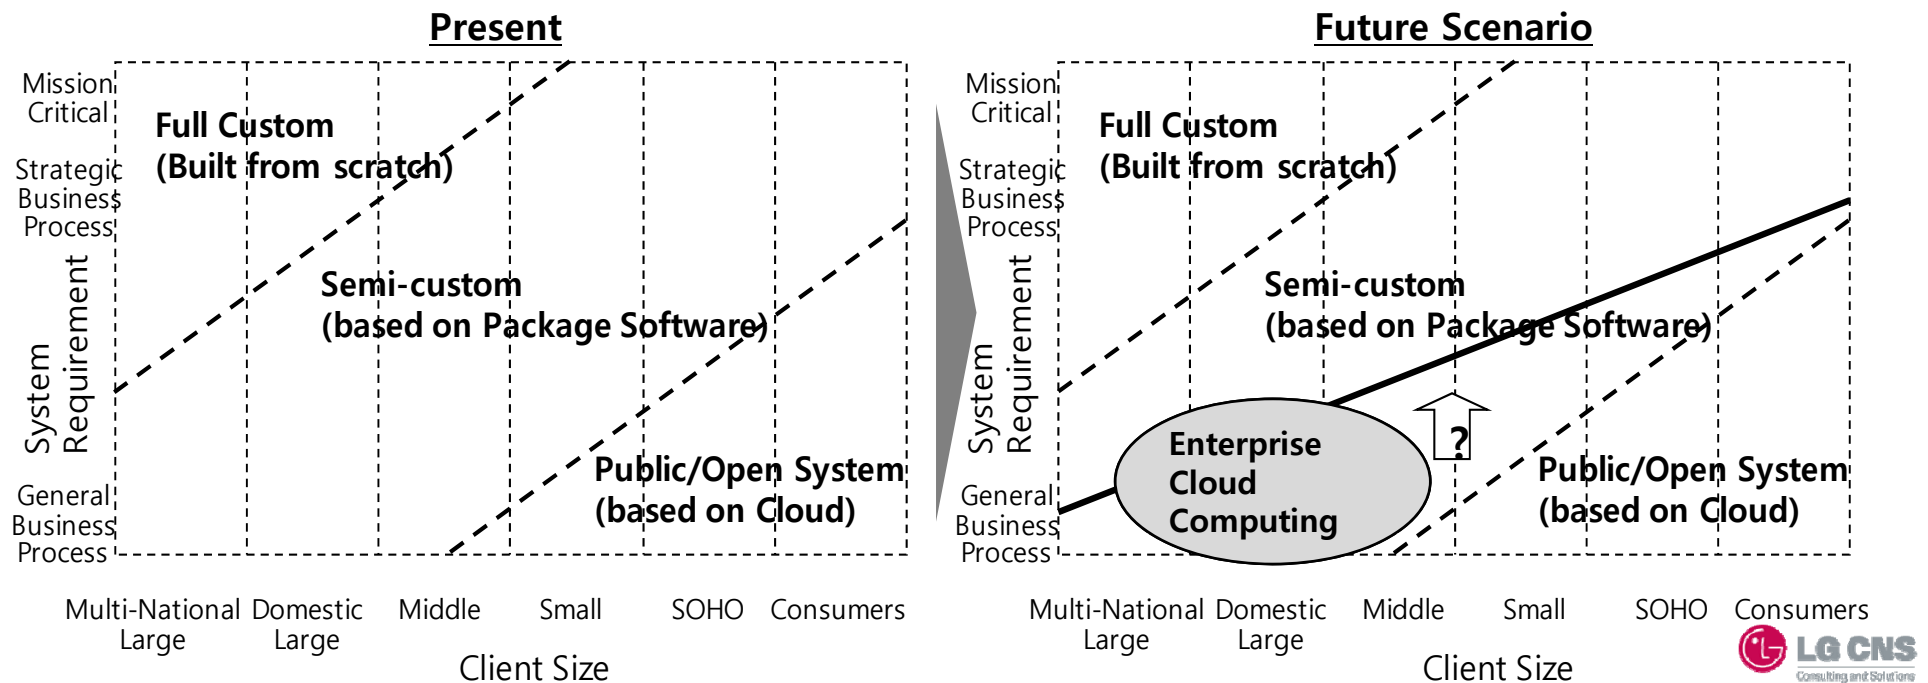 Present
Mission
Critical
Strategic
Business
Process
System
Requirement
General
Business
Process
Full Custom
(Built from scratch)
Semi-custom
(based on Package Software)
Public/Open System
(based on Cloud)
Multi-National
Large
Domestic
Large
Middle
Small
SOHO
Consumers
Client Size
Future Scenario
Mission
Critical
Strategic
Business
Process
System
Requirement
General
Business
Process
Full Custom
(Built from scratch)
Semi-custom
(based on Package Software)
?
Enterprise
Cloud
Computing
Public/Open System
(based on Cloud)
Multi-National
Large
Domestic
Large
Middle
Small
SOHO
Consumers
Client Size
LG CNS
Consulting and Solutions